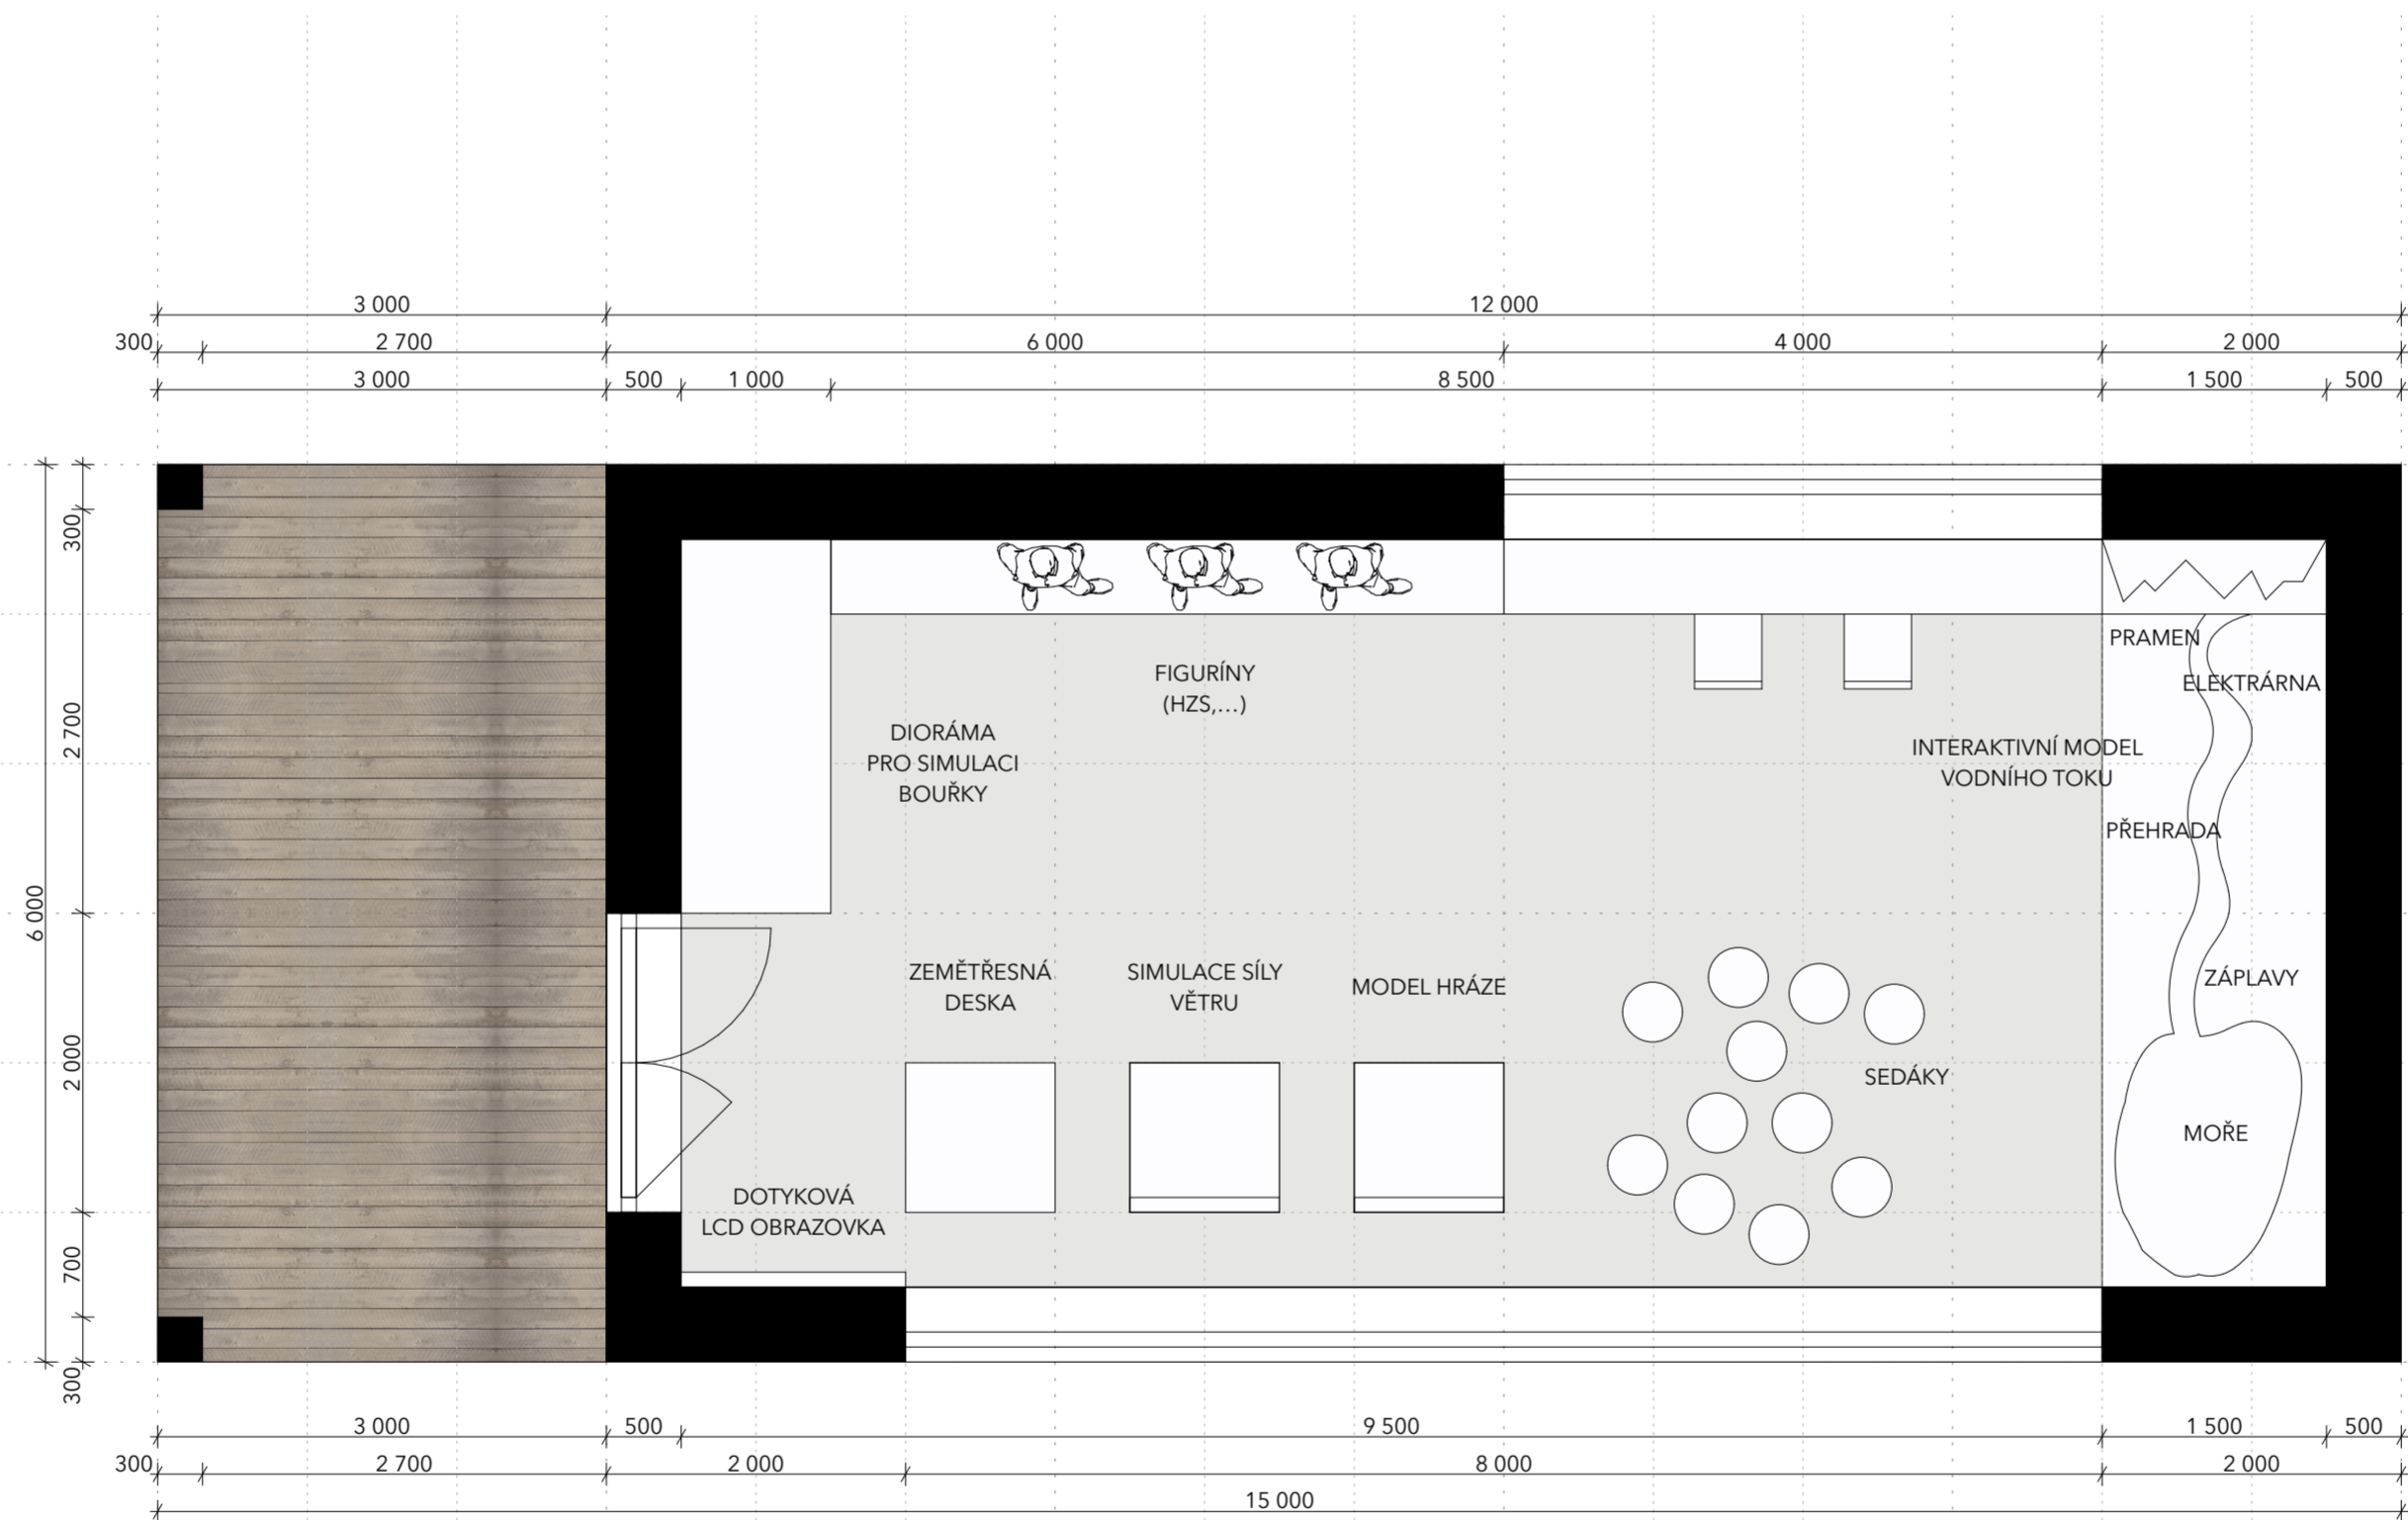 3 000
12 000
300
2 700
6 000
4 000
2 000
3 000
500
1 000
8 500
1 500
500
300
2 700
6 000
2 000
700
300
PRAMEN
ELEKTRÁRNA
FIGURÍNY
(HZS,...)
DIORÁMA
PRO SIMULACI
BOUŘKY
INTERAKTIVNÍ MODEL
VODNÍHO TOKU
PŘEHRADA
ZEMĚTŘESNÁ
DESKA
SIMULACE SÍLY
VĚTRU
MODEL HRÁZE
ZÁPLAVY
SEDÁKY
MOŘE
DOTYKOVÁ
LCD OBRAZOVKA
3 000
500
9 500
1 500
500
300
2 700
2 000
8 000
2 000
15 000